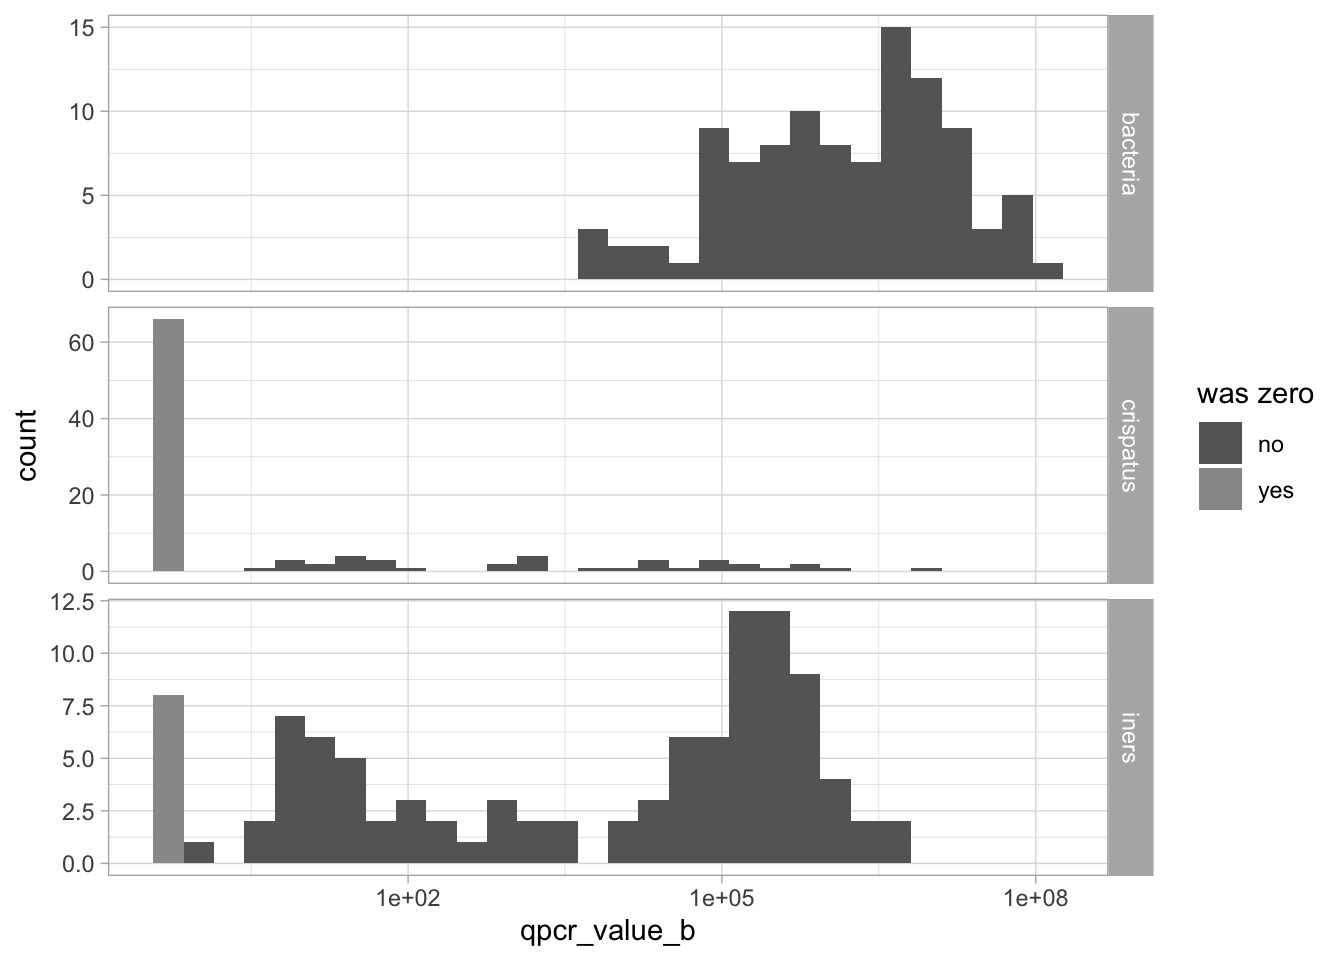 15
10
5
0
bacteria
60
40
20
0
crispatus
12.5
10.0
7.5
5.0
2.5
0.0
iners
1e+02
1e+05
1e+08
qpcr_value_b
count
was zero
no
yes